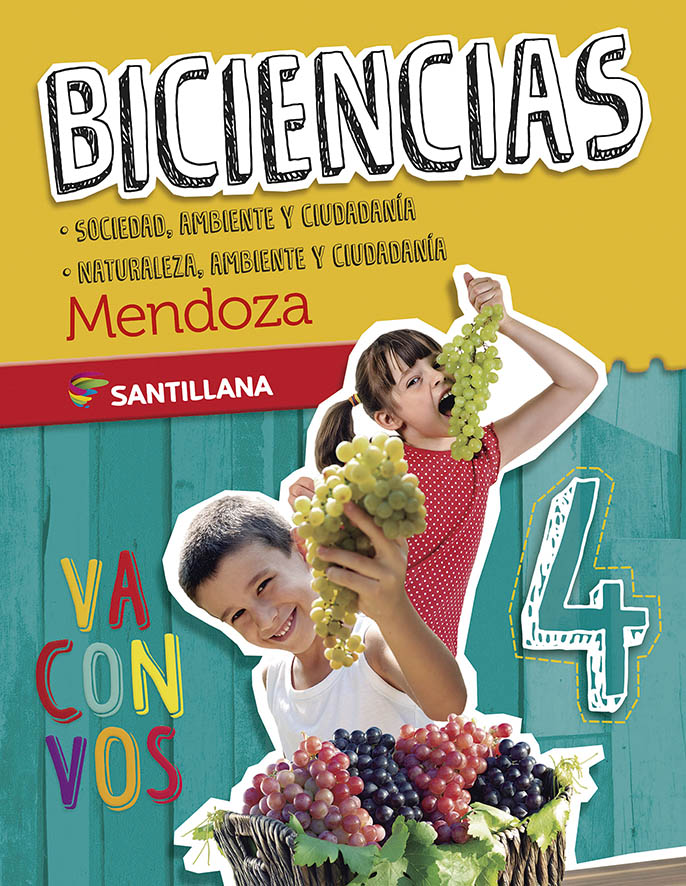 BICIENCIAS
• SOCIEDAD, AMBIENTE Y CIUDADANÍA
• NATURALEZA, AMBIENTE Y CIUDADANÍA
Mendoza
SANTILLANA
4
VA
CON
VOS